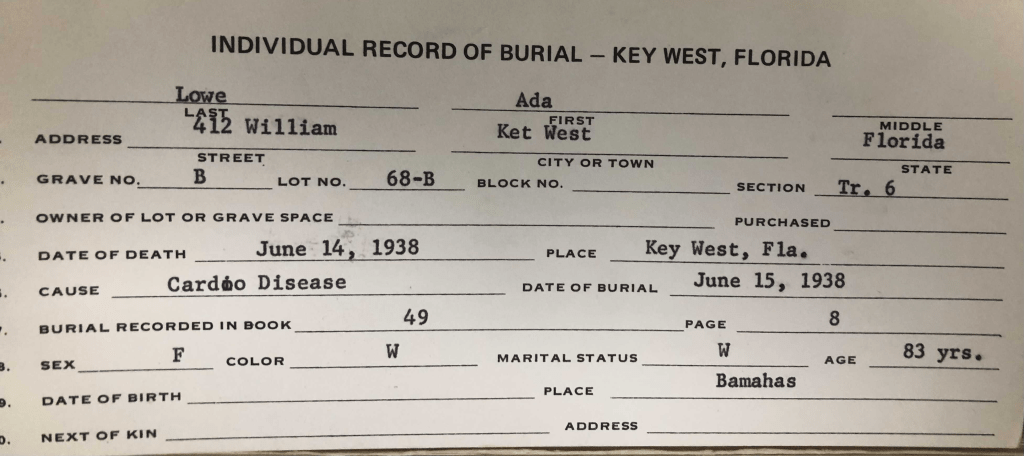 INDIVIDUAL RECORD OF BURIAL – KEY WEST, FLORIDA
Lowe Ada
LAST FIRST MIDDLE
ADDRESS 412 William Ket West Florida
STREET CITY OR TOWN STATE
GRAVE NO. B LOT NO. 68-B BLOCK NO. SECTION Tr. 6
OWNER OF LOT OR GRAVE SPACE PURCHASED
DATE OF DEATH June 14, 1938 PLACE Key West, Fla.
CAUSE Cardio Disease DATE OF BURIAL June 15, 1938
BURIAL RECORDED IN BOOK 49 PAGE 8
SEX F COLOR W MARITAL STATUS W AGE 83 yrs.
9. DATE OF BIRTH PLACE Bamahas
NEXT OF KIN ADDRESS